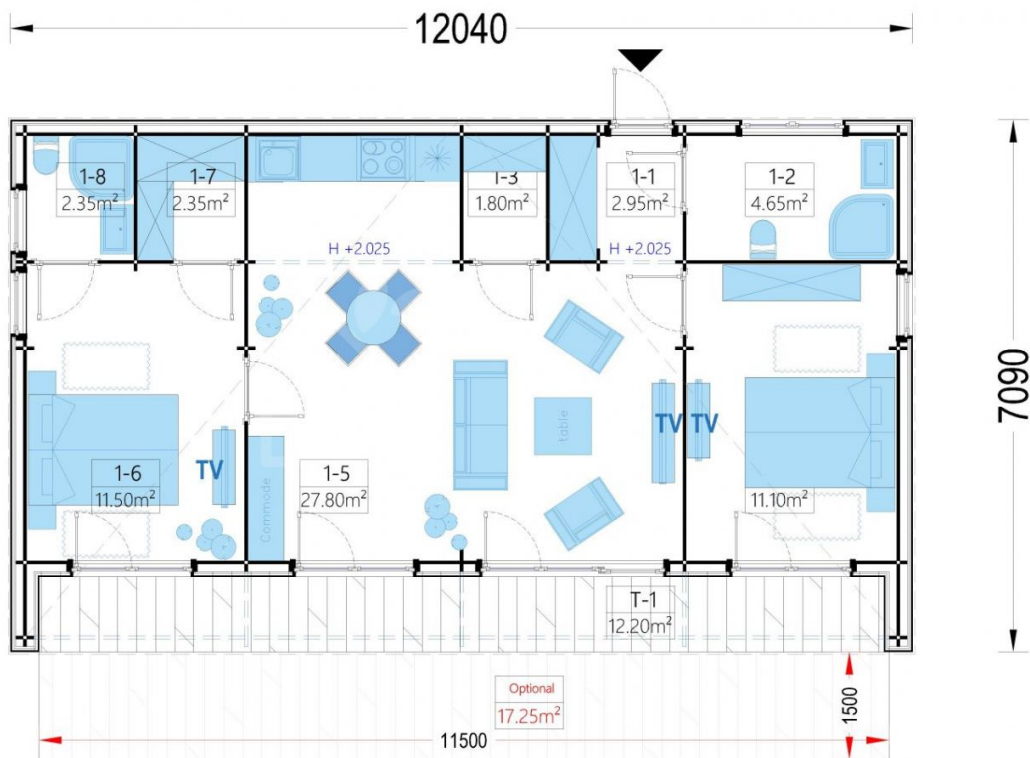 12040
1-8
2.35m²
1-7
2.35m²
1-3
1.80m²
1-1
2.95m²
1-2
4.65m²
H +2.025
H +2.025
7090
table
TV
TV
TV
1-6
11.50m²
Commode
1-5
27.80m²
11.10m²
T-1
12.20m²
Optional
17.25m²
1500
11500